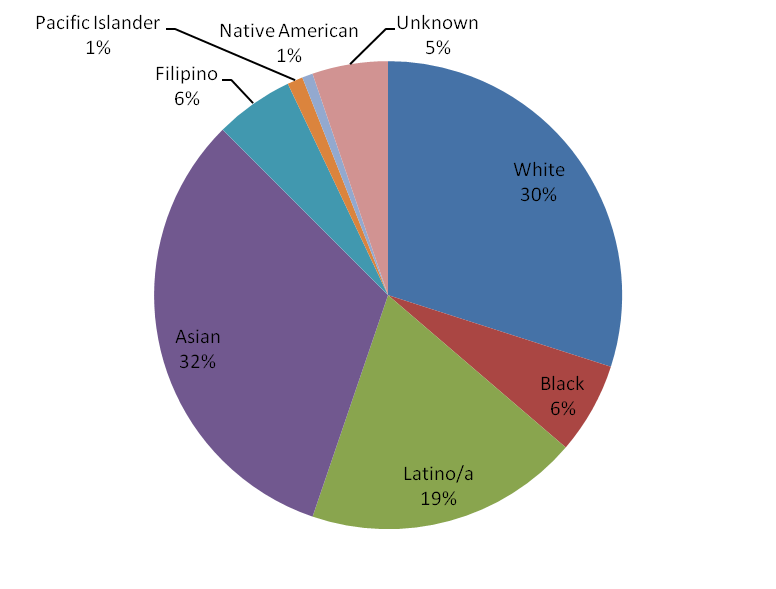 Pacific Islander
1%
Native American
1%
Unknown
5%
Filipino
6%
White
30%
Asian
32%
Black
6%
Latino/a
19%